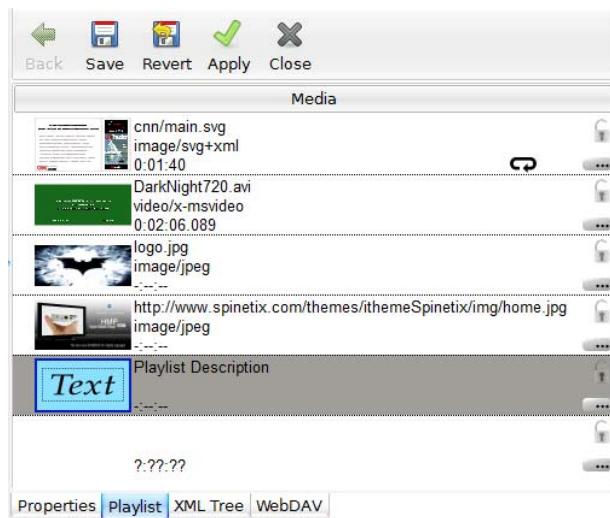 Back Save Revert Apply Close
Media
cnn/main.svg
image/svg+xml
0:01:40
DarkNight720.avi
video/x-msvideo
0:02:06.089
logo.jpg
image/jpeg
-:--:--
HMP
http://www.spinetix.com/themes/ithemeSpinetix/img/home.jpg
image/jpeg
-:--:--
Text
Playlist Description
-:--:--
?:??:??
Properties Playlist XML Tree WebDAV